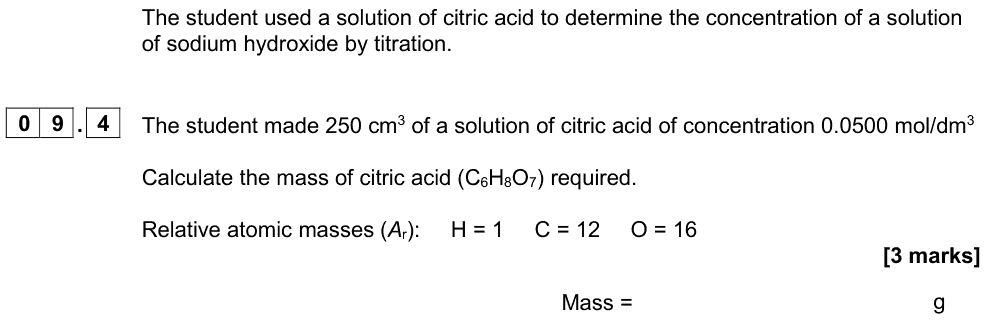 The student used a solution of citric acid to determine the concentration of a solution
of sodium hydroxide by titration.
09.4 The student made 250 cm³ of a solution of citric acid of concentration 0.0500 mol/dm³
Calculate the mass of citric acid (C₆H₈O₇) required.
Relative atomic masses (Aᵣ): H = 1 C = 12 O = 16
[3 marks]
Mass = g